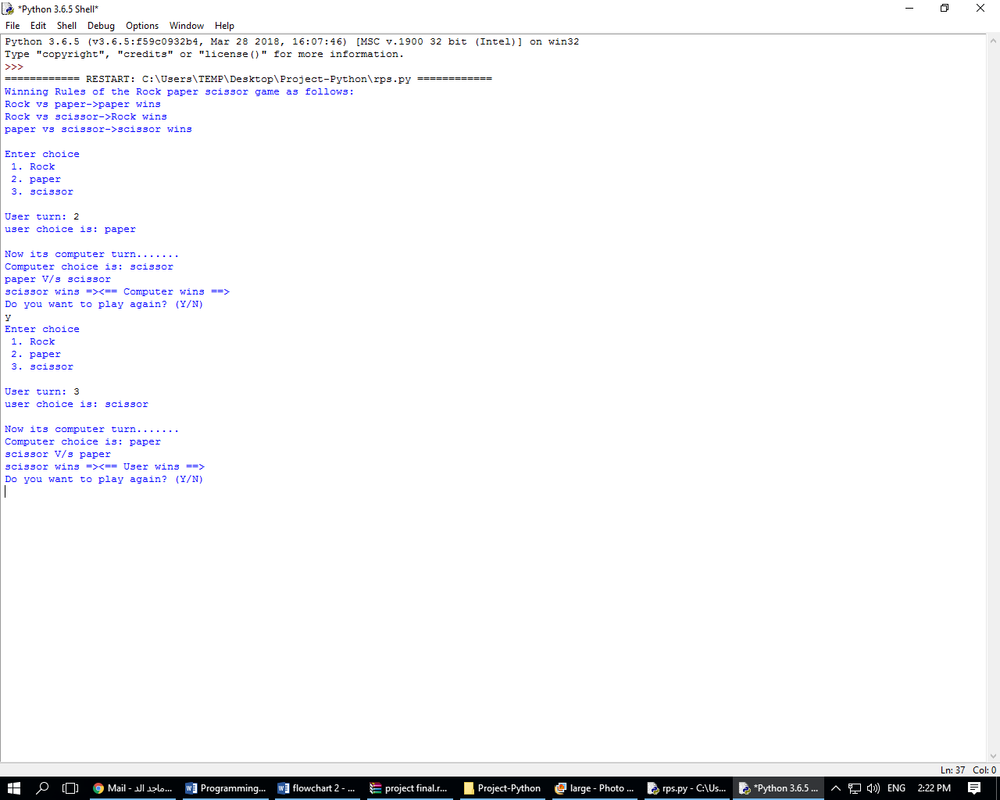 *Python 3.6.5 Shell*
File Edit Shell Debug Options Window Help
Python 3.6.5 (v3.6.5:f59c0932b4, Mar 28 2018, 16:07:46) [MSC v.1900 32 bit (Intel)] on win32
Type "copyright", "credits" or "license()" for more information.
>>>
============ RESTART: C:\Users\TEMP\Desktop\Project-Python\rps.py ============
Winning Rules of the Rock paper scissor game as follows:
Rock vs paper->paper wins
Rock vs scissor->Rock wins
paper vs scissor->scissor wins
Enter choice
1. Rock
2. paper
3. scissor
User turn: 2
user choice is: paper
Now its computer turn.......
Computer choice is: scissor
paper V/s scissor
scissor wins =><== Computer wins ==>
Do you want to play again? (Y/N)
y
Enter choice
1. Rock
2. paper
3. scissor
User turn: 3
user choice is: scissor
Now its computer turn.......
Computer choice is: paper
scissor V/s paper
scissor wins =><== User wins ==>
Do you want to play again? (Y/N)
Ln: 37 Col: 0
Mail - ماجد الد... Programming... flowchart 2 - ... project final.r... Project-Python large - Photo ... rps.py - C:\Us... *Python 3.6.5 ... ENG 2:22 PM